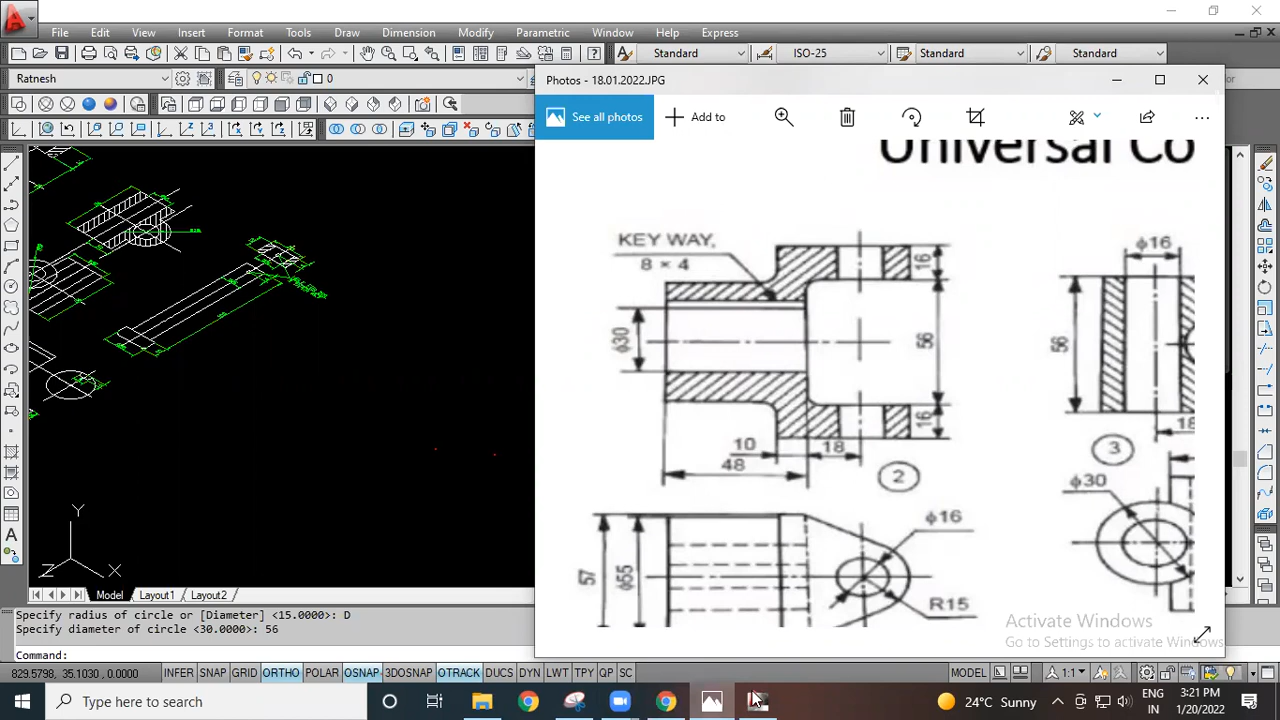 File Edit View Insert Format Tools Draw Dimension Modify Parametric Window Help Express
Standard ISO-25 Standard Standard
Ratnesh 0
Photos - 18.01.2022.JPG
See all photos Add to
Universal Co
KEY WAY,
8 × 4
ϕ30
16
56
16
10
18
48
2
ϕ16
56
18
3
ϕ30
57
ϕ55
ϕ16
R15
Y
Z X
Model Layout1 Layout2
Specify radius of circle or [Diameter] <15.0000>: D
Specify diameter of circle <30.0000>: 56
Command:
Activate Windows
Go to Settings to activate Windows
829.5798, 35.1030, 0.0000 INFER SNAP GRID ORTHO POLAR OSNAP 3DOSNAP OTRACK DUCS DYN LWT TPY QP SC MODEL 1:1
Type here to search
24°C Sunny
ENG
IN
3:21 PM
1/20/2022